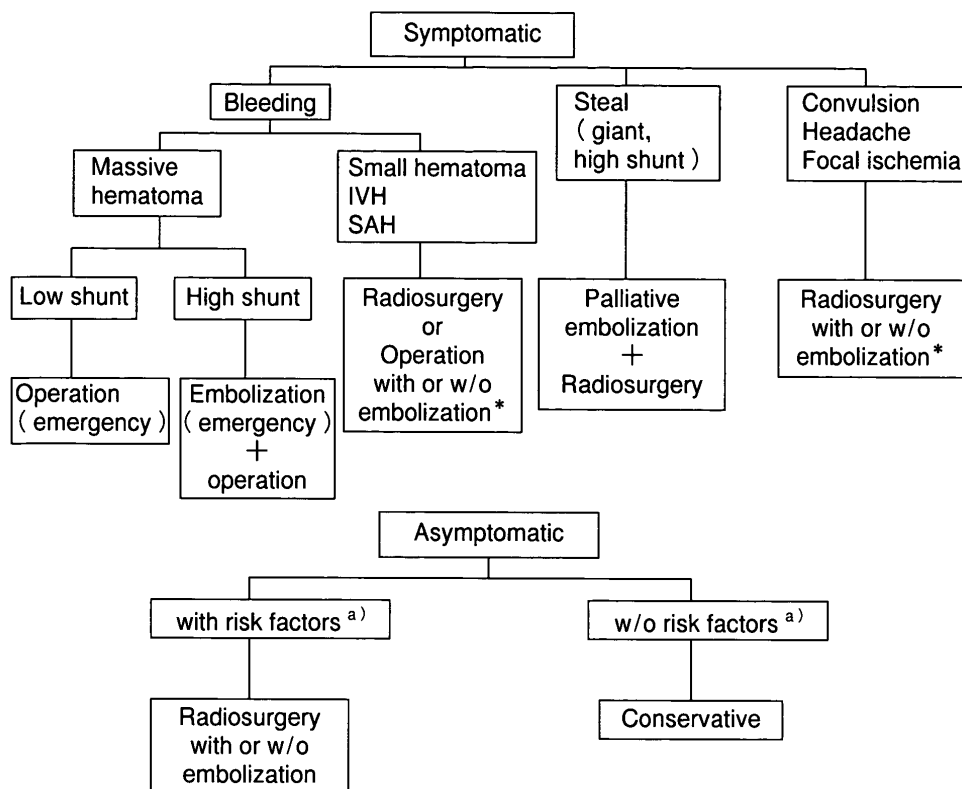 Symptomatic
Bleeding
Steal
( giant,
high shunt )
Convulsion
Headache
Focal ischemia
Massive
hematoma
Small hematoma
IVH
SAH
Low shunt
High shunt
Radiosurgery
or
Operation
with or w/o
embolization*
Palliative
embolization
+
Radiosurgery
Radiosurgery
with or w/o
embolization*
Operation
( emergency )
Embolization
( emergency )
+
operation
Asymptomatic
with risk factors a)
w/o risk factors a)
Radiosurgery
with or w/o
embolization
Conservative